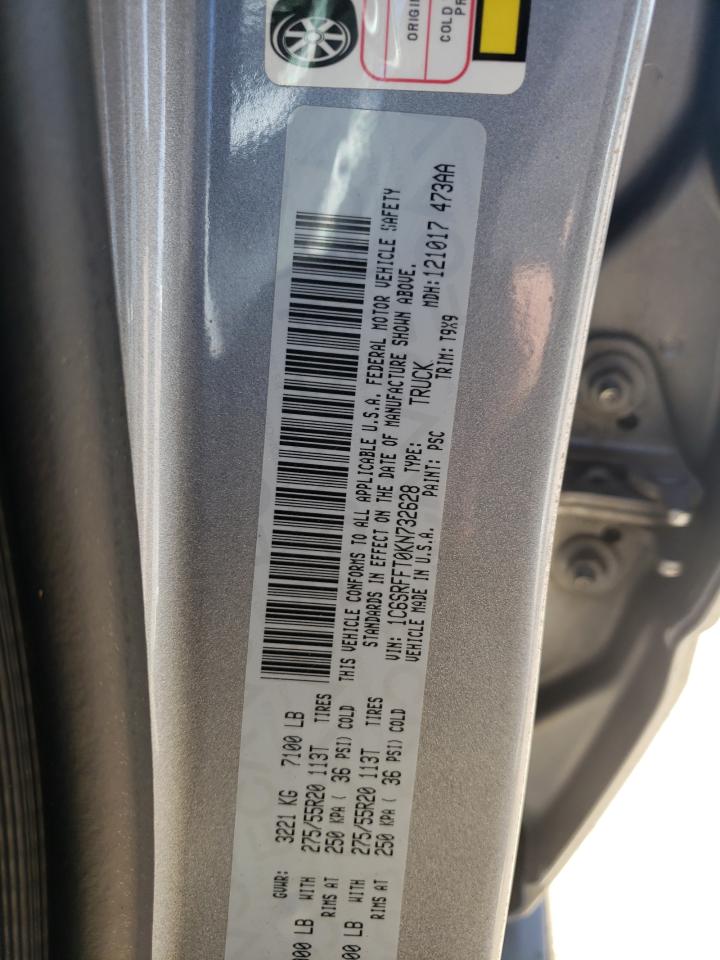 ORIGIN
COLD
PR
GVWR: 3221 KG 7100 LB
00 LB WITH 275/55R20 113T TIRES
RIMS AT 250 KPA ( 36 PSI) COLD
00 LB WITH 275/55R20 113T TIRES
RIMS AT 250 KPA ( 36 PSI) COLD
THIS VEHICLE CONFORMS TO ALL APPLICABLE U.S.A. FEDERAL MOTOR VEHICLE SAFETY
STANDARDS IN EFFECT ON THE DATE OF MANUFACTURE SHOWN ABOVE.
VIN: 1C6SRFFT0KN732628 TYPE: TRUCK MDH:121017 473AA
VEHICLE MADE IN U.S.A. PAINT: PSC TRIM: T9X9